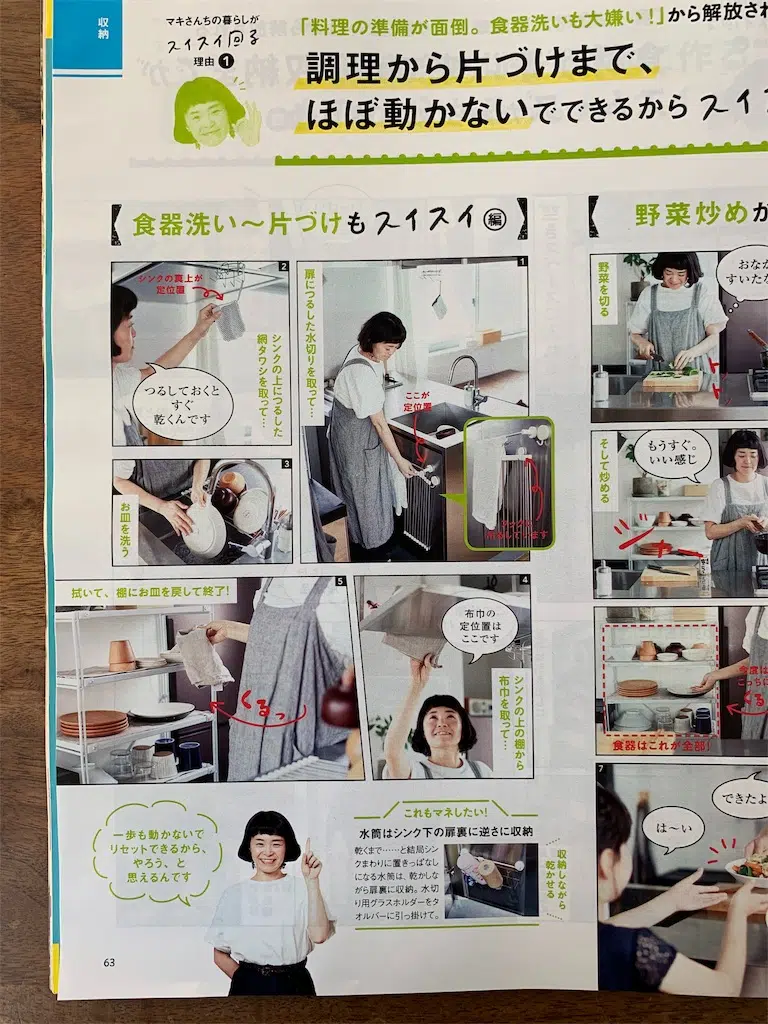 収納
マキさんちの暮らしが
スイスイ回る
理由❶
「料理の準備が面倒。食器洗いも大嫌い！」から解放され
調理から片づけまで、
ほぼ動かないでできるからスイ
食器洗い〜片づけもスイスイ編
1
扉につるした水切りを取って…
ここが
定位置
2
シンクの真上が
定位置
シンクの上につるした
網タワシを取って…
つるしておくと
すぐ
乾くんです
3
お皿を洗う
4
布巾の
定位置は
ここです
シンクの上の棚から
布巾を取って…
5
拭いて、棚にお皿を戻して終了！
くるっ
一歩も動かないで
リセットできるから、
やろう、と
思えるんです
これもマネしたい！
水筒はシンク下の扉裏に逆さに収納
乾くまで……と結局シン
クまわりに置きっぱなし
になる水筒は、乾かしな
がら扉裏に収納。水切
り用グラスホルダーをタ
オルバーに引っ掛けて。
収納しながら
乾かせる
63
野菜炒めが
野菜を切る
おなか
すいたな
トト
そして炒める
もうすぐ。
いい感じ
ジャー
今度は
こっちに
くる
食器はこれが全部！
7
は〜い
できたよ